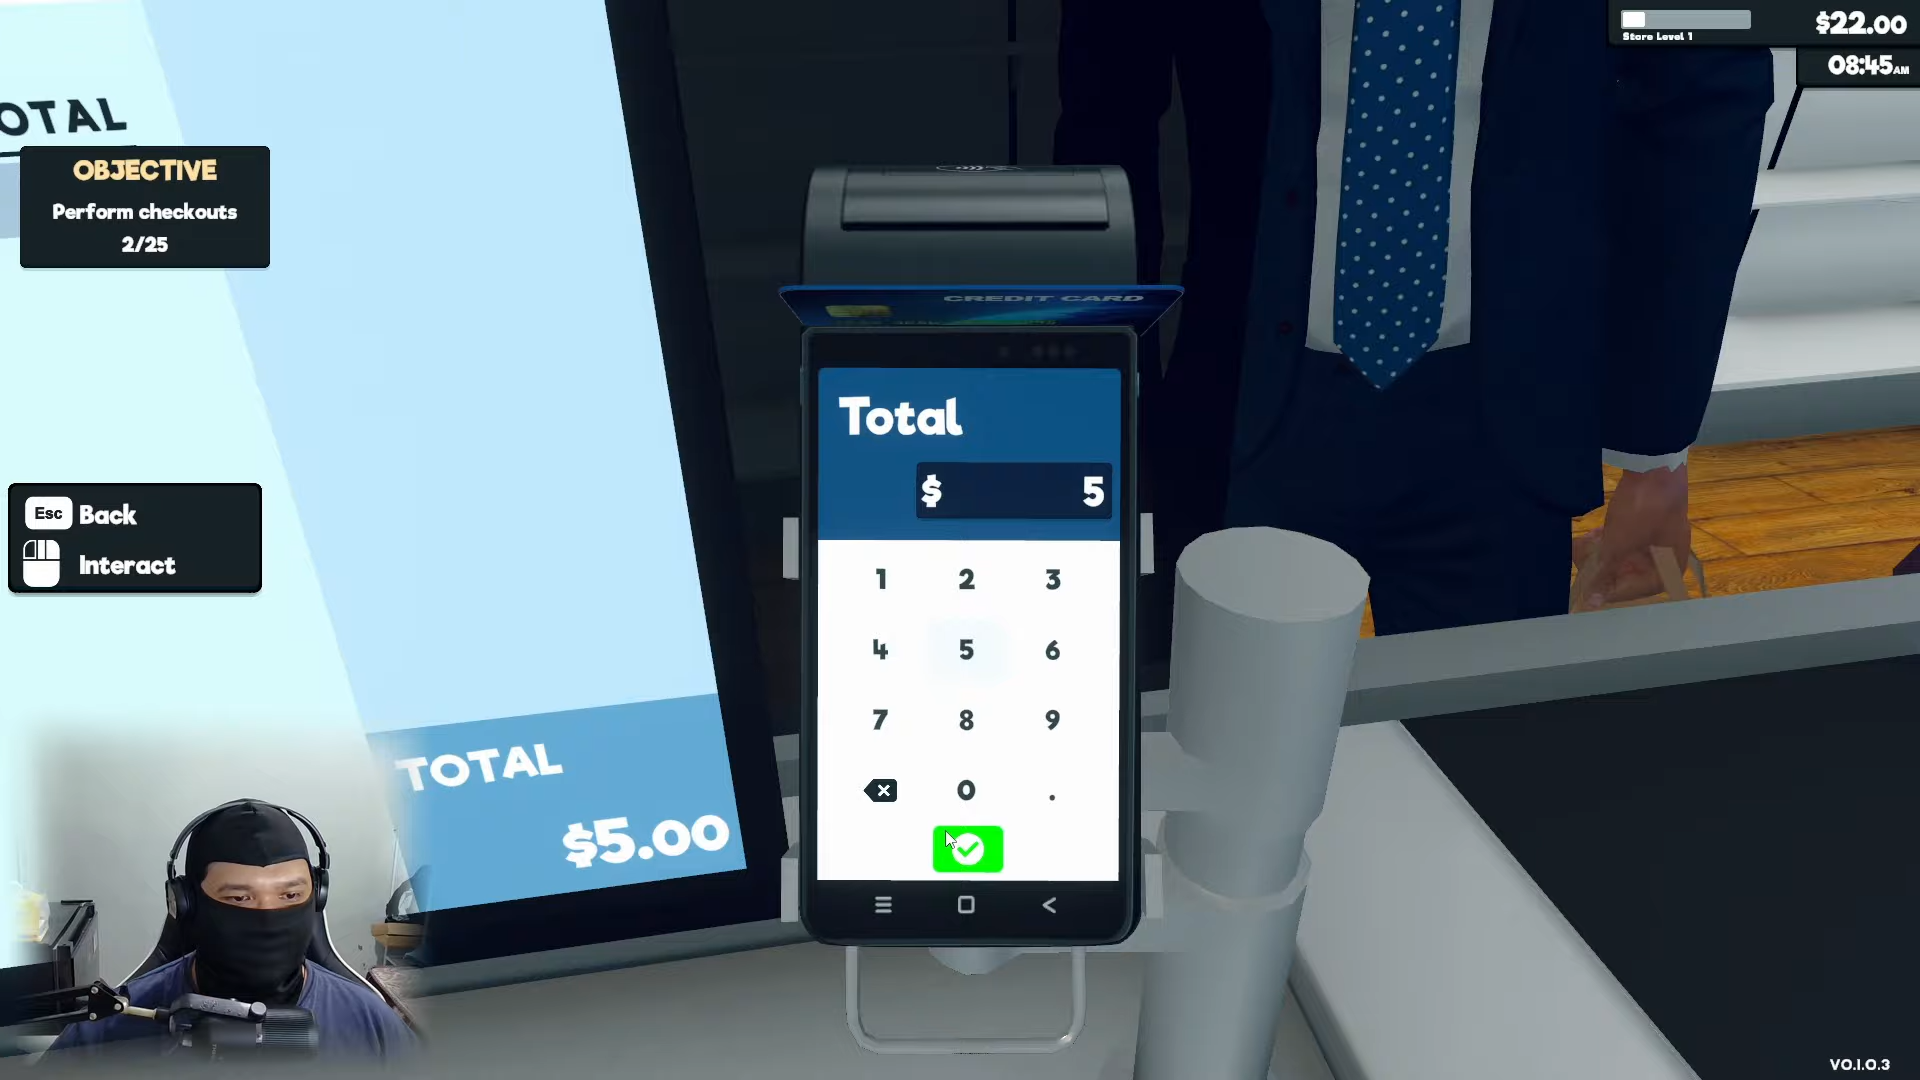 OTAL
OBJECTIVE
Perform checkouts
2/25
Esc Back
Interact
TOTAL
$5.00
CREDIT CARD
Total
$ 5
1 2 3
4 5 6
7 8 9
0 .
Store Level 1
$22.00
08:45AM
V0.1.0.3